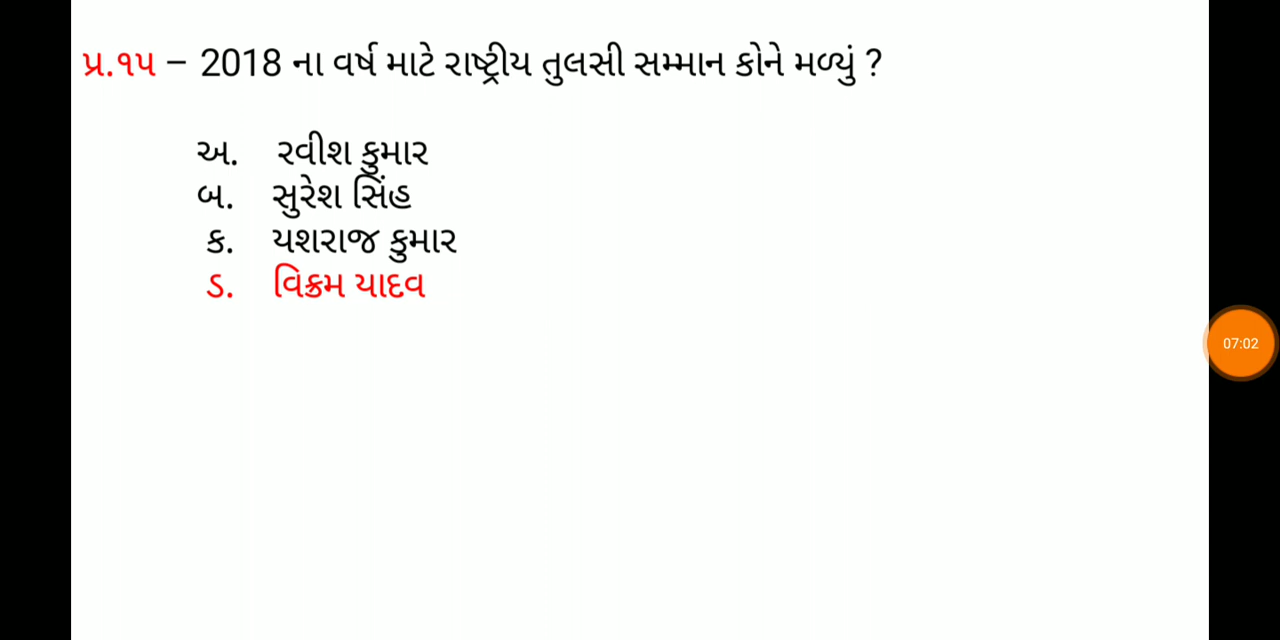 પ્ર.૧૫ – 2018 ના વર્ષ માટે રાષ્ટ્રીય તુલસી સમ્માન કોને મળ્યું ?
અ. રવીશ કુમાર
બ. સુરેશ સિંહ
ક. યશરાજ કુમાર
ડ. વિક્રમ યાદવ
07:02